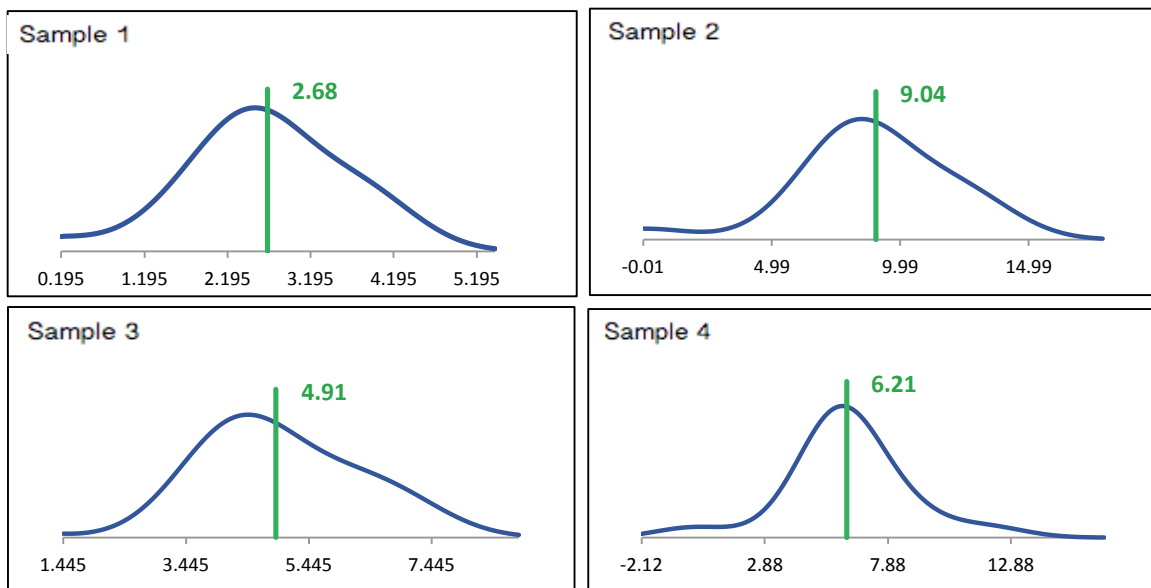 Sample 1
2.68
0.195 1.195 2.195 3.195 4.195 5.195
Sample 2
9.04
-0.01 4.99 9.99 14.99
Sample 3
4.91
1.445 3.445 5.445 7.445
Sample 4
6.21
-2.12 2.88 7.88 12.88